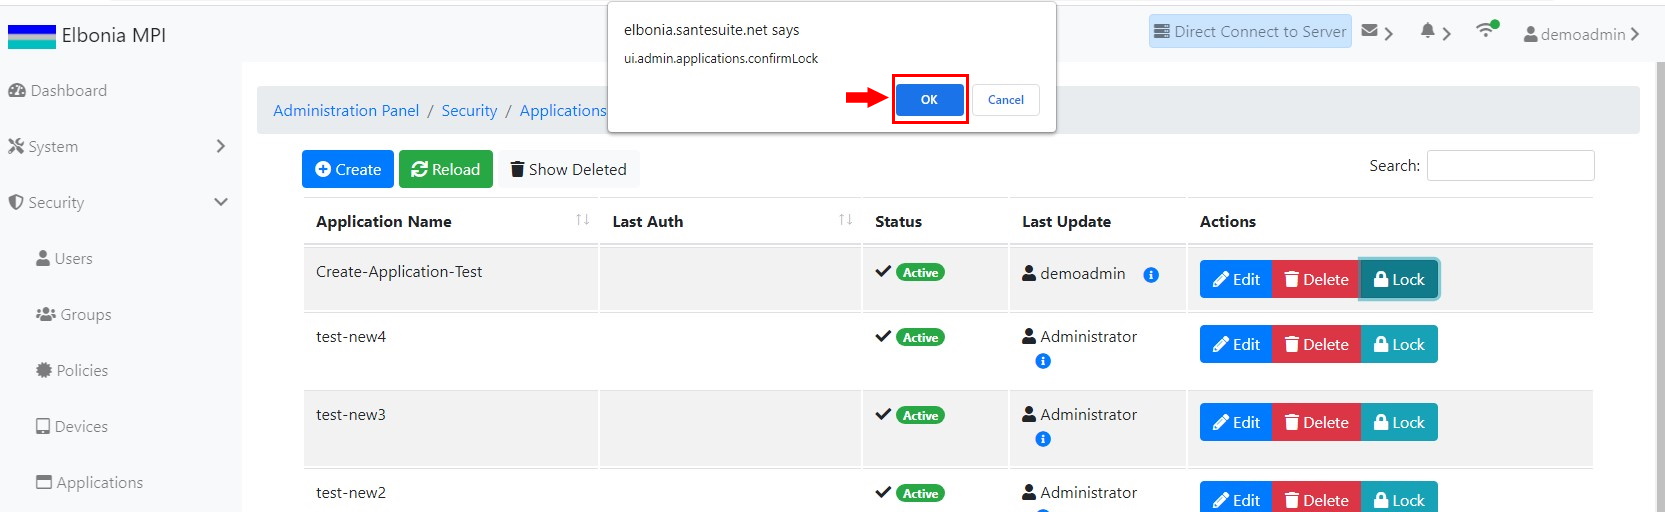 elbonia.santesuite.net says
ui.admin.applications.confirmLock
OK Cancel
Elbonia MPI
Direct Connect to Server
demoadmin
Dashboard
System
Security
Users
Groups
Policies
Devices
Applications
Administration Panel / Security / Applications
Create Reload Show Deleted
Search:
Application Name Last Auth Status Last Update Actions
Create-Application-Test Active demoadmin Edit Delete Lock
test-new4 Active Administrator Edit Delete Lock
test-new3 Active Administrator Edit Delete Lock
test-new2 Active Administrator Edit Delete Lock